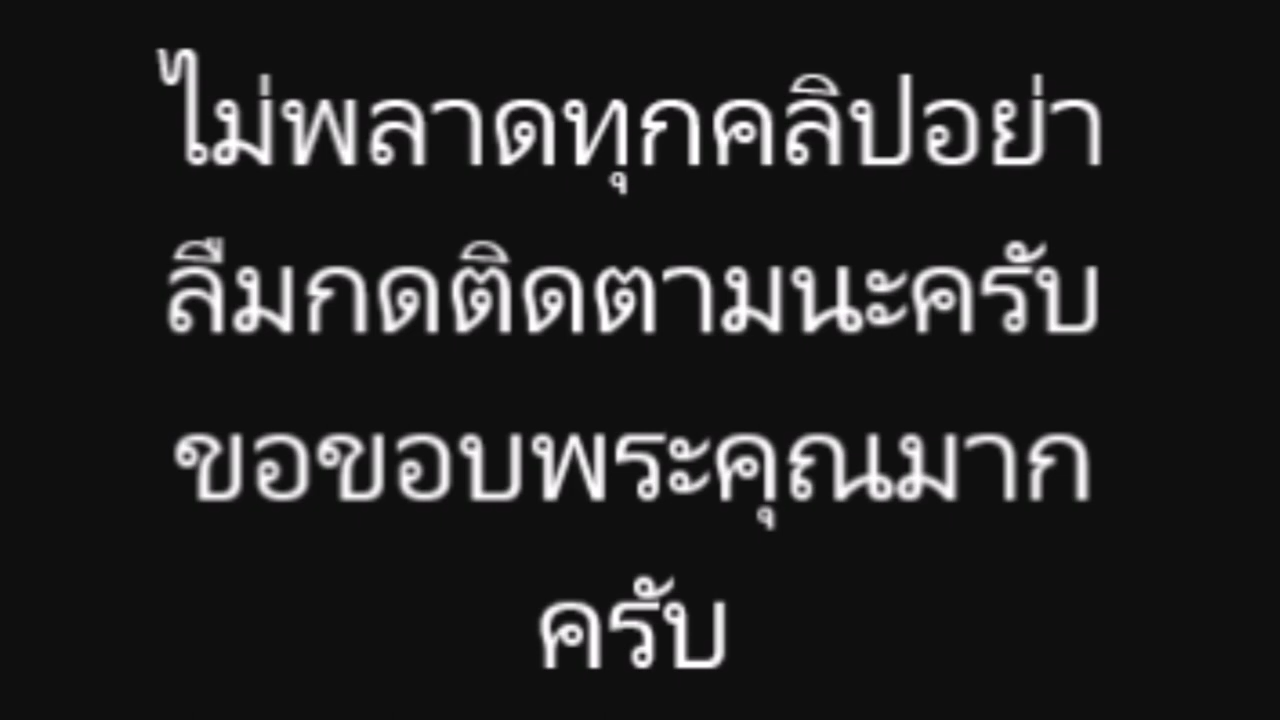 ไม่พลาดทุกคลิปอย่า
ลืมกดติดตามนะครับ
ขอขอบพระคุณมาก
ครับ